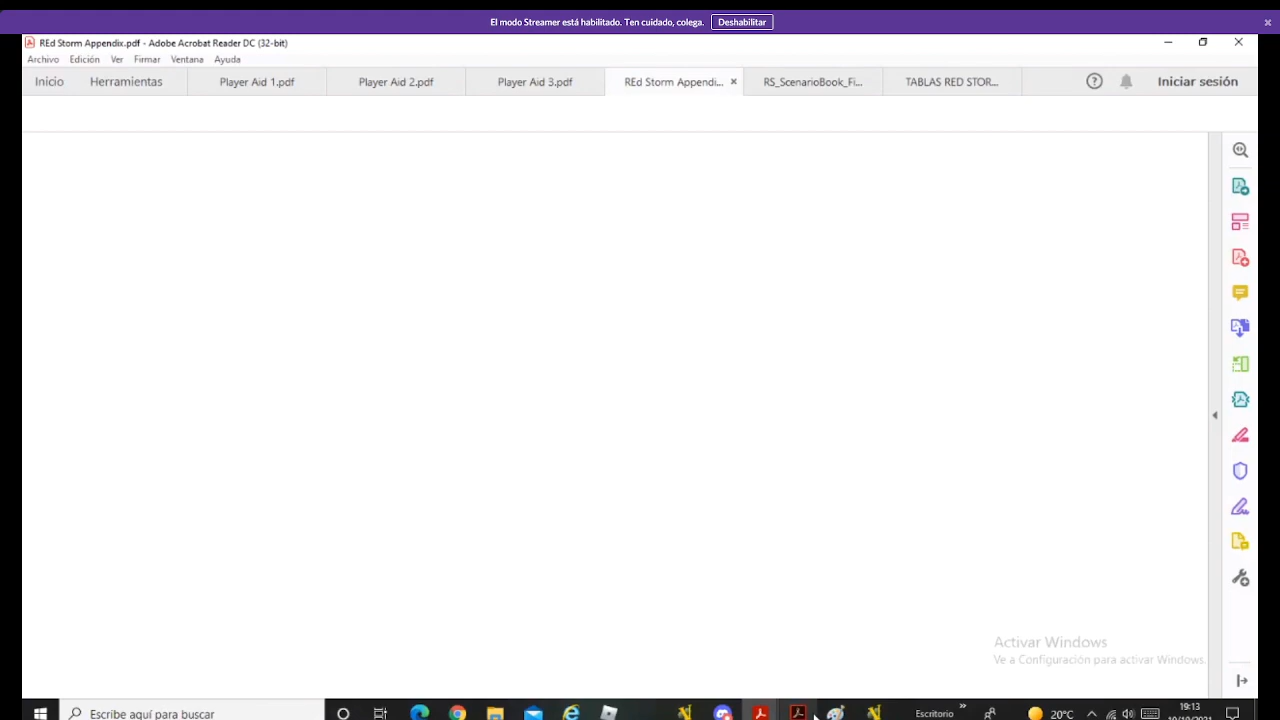 El modo Streamer está habilitado. Ten cuidado, colega. Deshabilitar
REd Storm Appendix.pdf - Adobe Acrobat Reader DC (32-bit)
Archivo Edición Ver Firmar Ventana Ayuda
Inicio Herramientas Player Aid 1.pdf Player Aid 2.pdf Player Aid 3.pdf REd Storm Appendi... RS_ScenarioBook_Fi... TABLAS RED STOR... Iniciar sesión
Activar Windows
Ve a Configuración para activar Windows.
Escribe aquí para buscar Escritorio 20°C 19:13